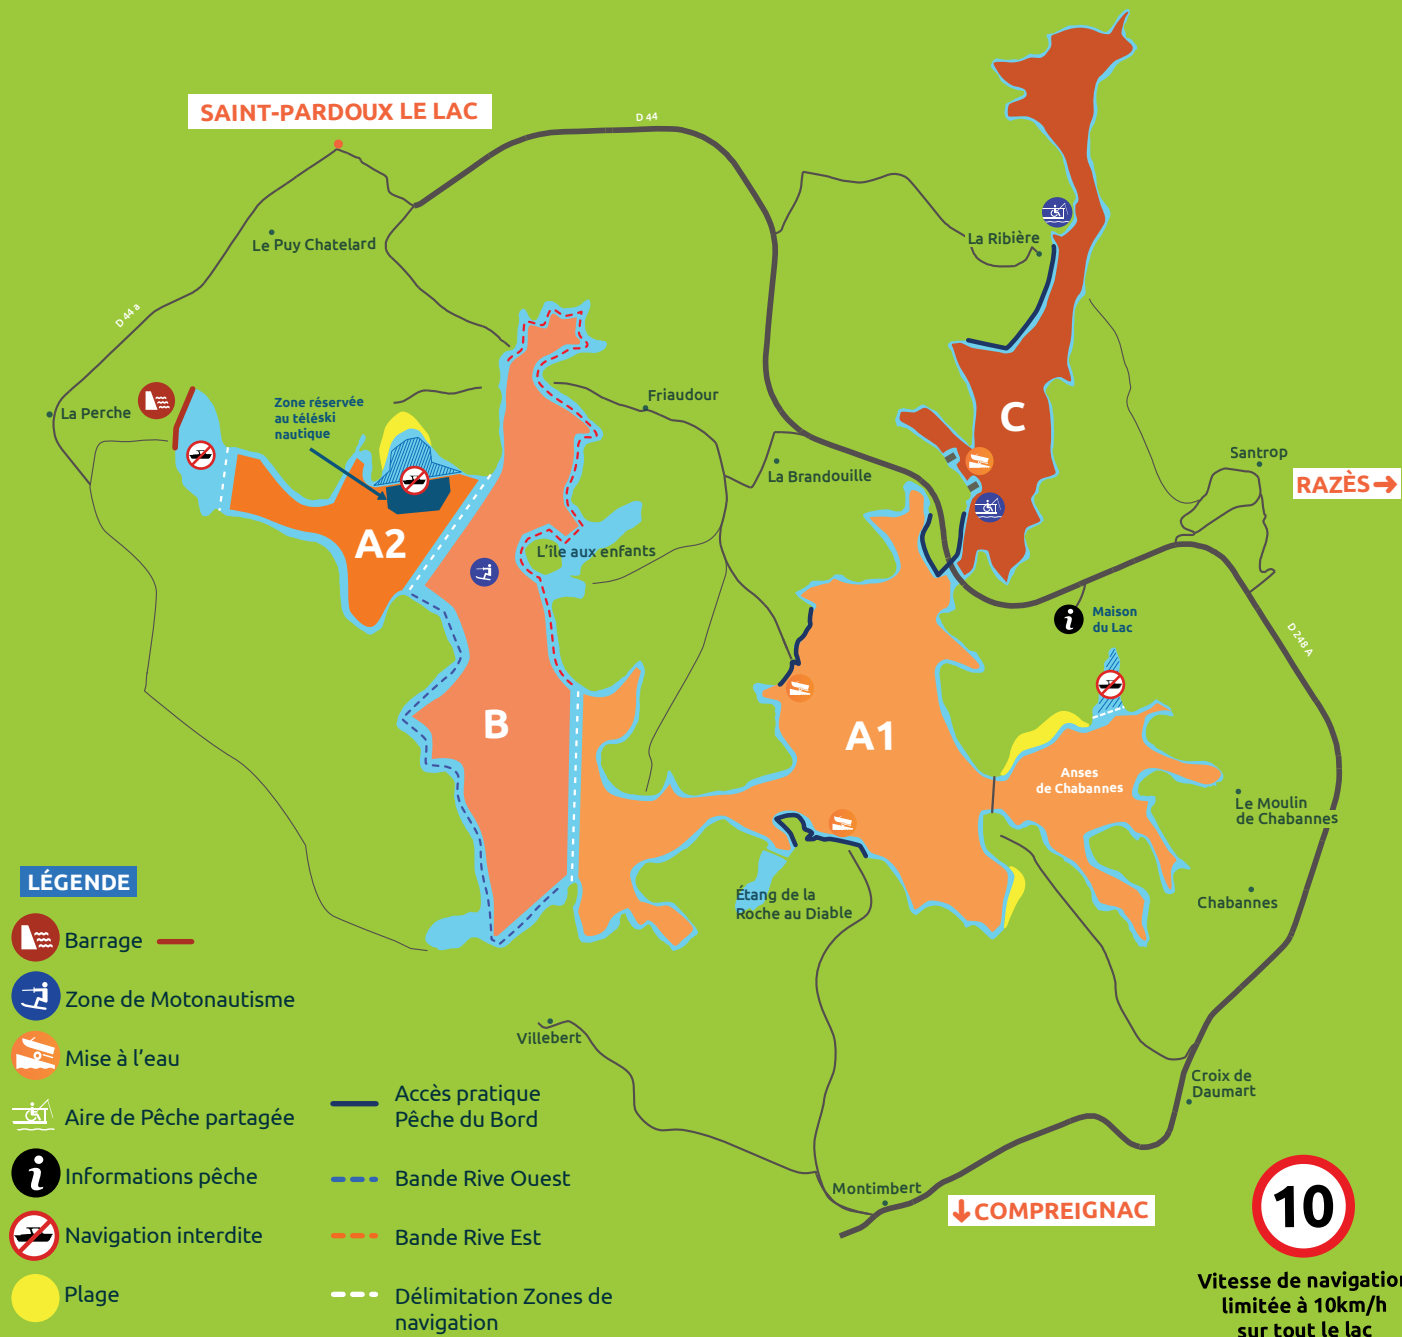 SAINT-PARDOUX LE LAC
D 44
Le Puy Chatelard
La Ribière
D 44 a
La Perche
Zone réservée
au téléski
nautique
Friaudour
C
La Brandouille
Santrop
RAZÈS
A2
L'île aux enfants
Maison
du Lac
D 248 A
B
A1
Anses
de Chabannes
Le Moulin
de Chabannes
Étang de la
Roche au Diable
Chabannes
Villebert
Croix de
Daumart
Montimbert
COMPREIGNAC
LÉGENDE
Barrage
Zone de Motonautisme
Mise à l'eau
Aire de Pêche partagée
Informations pêche
Navigation interdite
Plage
Accès pratique
Pêche du Bord
Bande Rive Ouest
Bande Rive Est
Délimitation Zones de
navigation
10
Vitesse de navigation
limitée à 10km/h
sur tout le lac